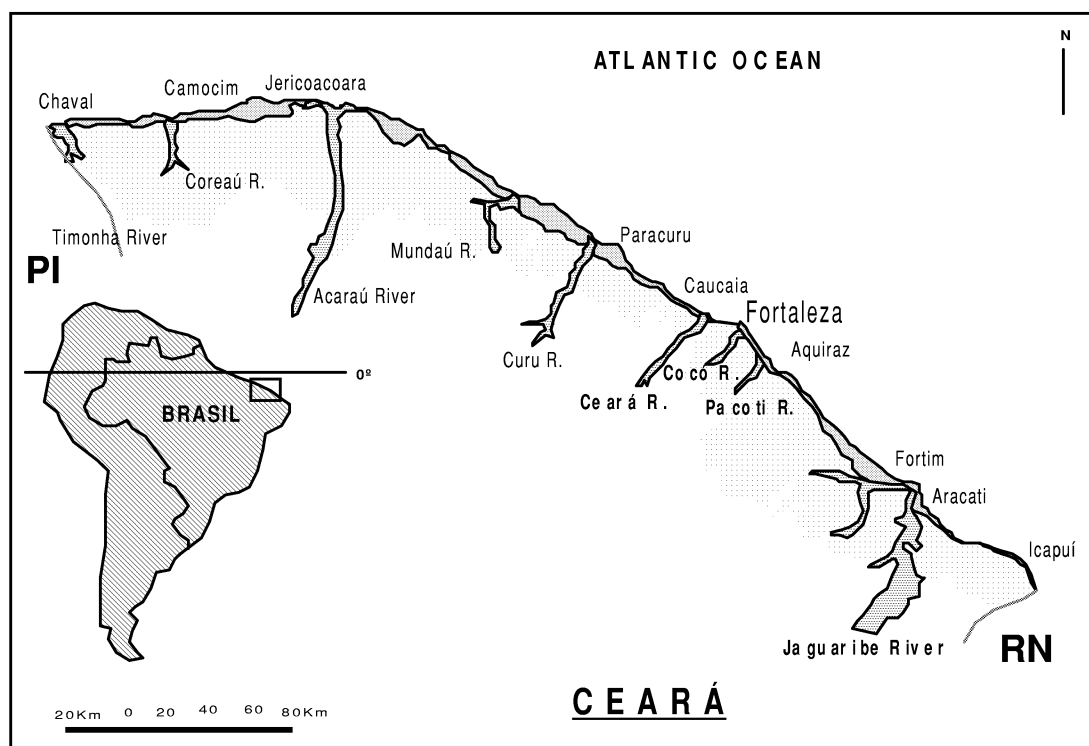 N
ATLANTIC OCEAN
Jericoacoara
Camocim
Chaval
Coreaú R.
Timonha River
Mundaú R.
Paracuru
PI
Acaraú River
Caucaia
Fortaleza
Curu R.
Aquiraz
Cocó R.
0º
Ceará R.
Pacoti R.
BRASIL
Fortim
Aracati
Icapuí
Jaguaribe River
RN
CEARÁ
20Km 0 20 40 60 80Km